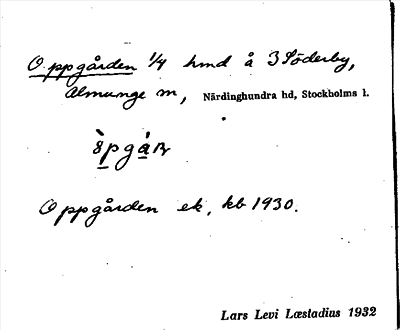 Oppgården 1/4 hmd å 3 Söderby,
Almunge sn, Närdinghundra hd, Stockholms l.
Oppgården ek, kb 1930.
Lars Levi Læstadius 1932